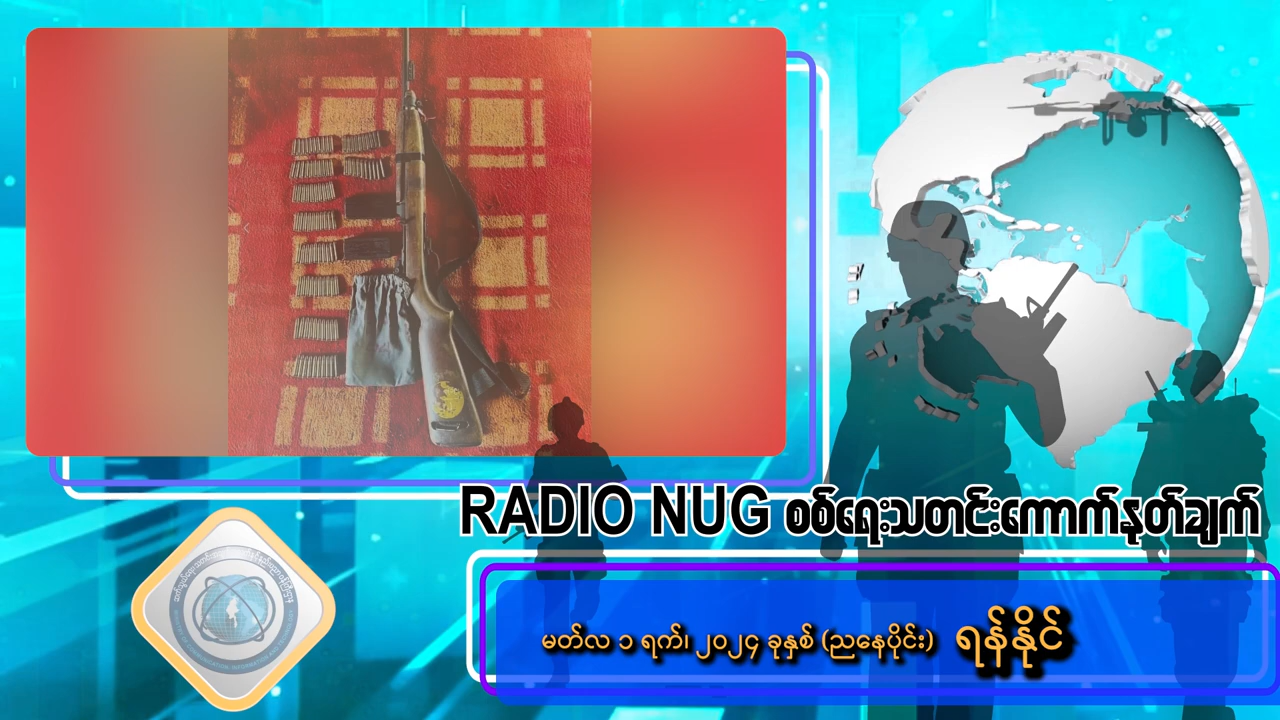 RADIO NUG စစ်ရေးသတင်းကောက်နုတ်ချက်
မတ်လ ၁ ရက်၊ ၂၀၂၄ ခုနှစ် (ညနေပိုင်း) ရန်နိုင်